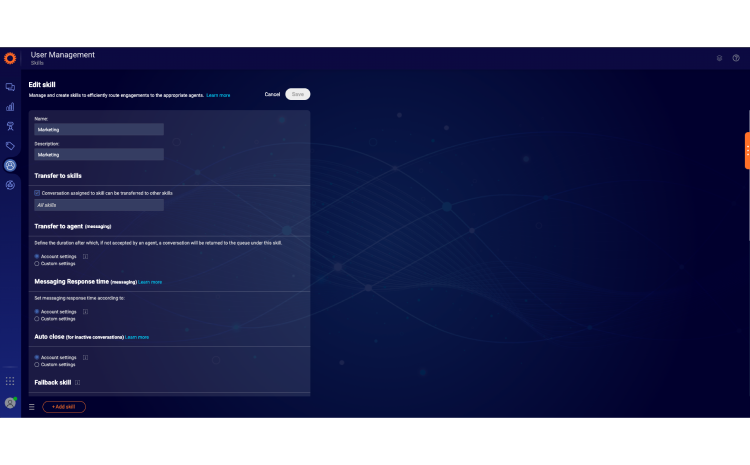 User Management
Skills
Edit skill
Manage and create skills to efficiently route engagements to the appropriate agents. Learn more
Cancel
Save
Name:
Marketing
Description:
Marketing
Transfer to skills
Conversation assigned to skill can be transferred to other skills
All skills
Transfer to agent (messaging)
Define the duration after which, if not accepted by an agent, a conversation will be returned to the queue under this skill.
Account settings
Custom settings
Messaging Response time (messaging) Learn more
Set messaging response time according to:
Account settings
Custom settings
Auto close (for inactive conversations) Learn more
Account settings
Custom settings
Fallback skill
+ Add skill